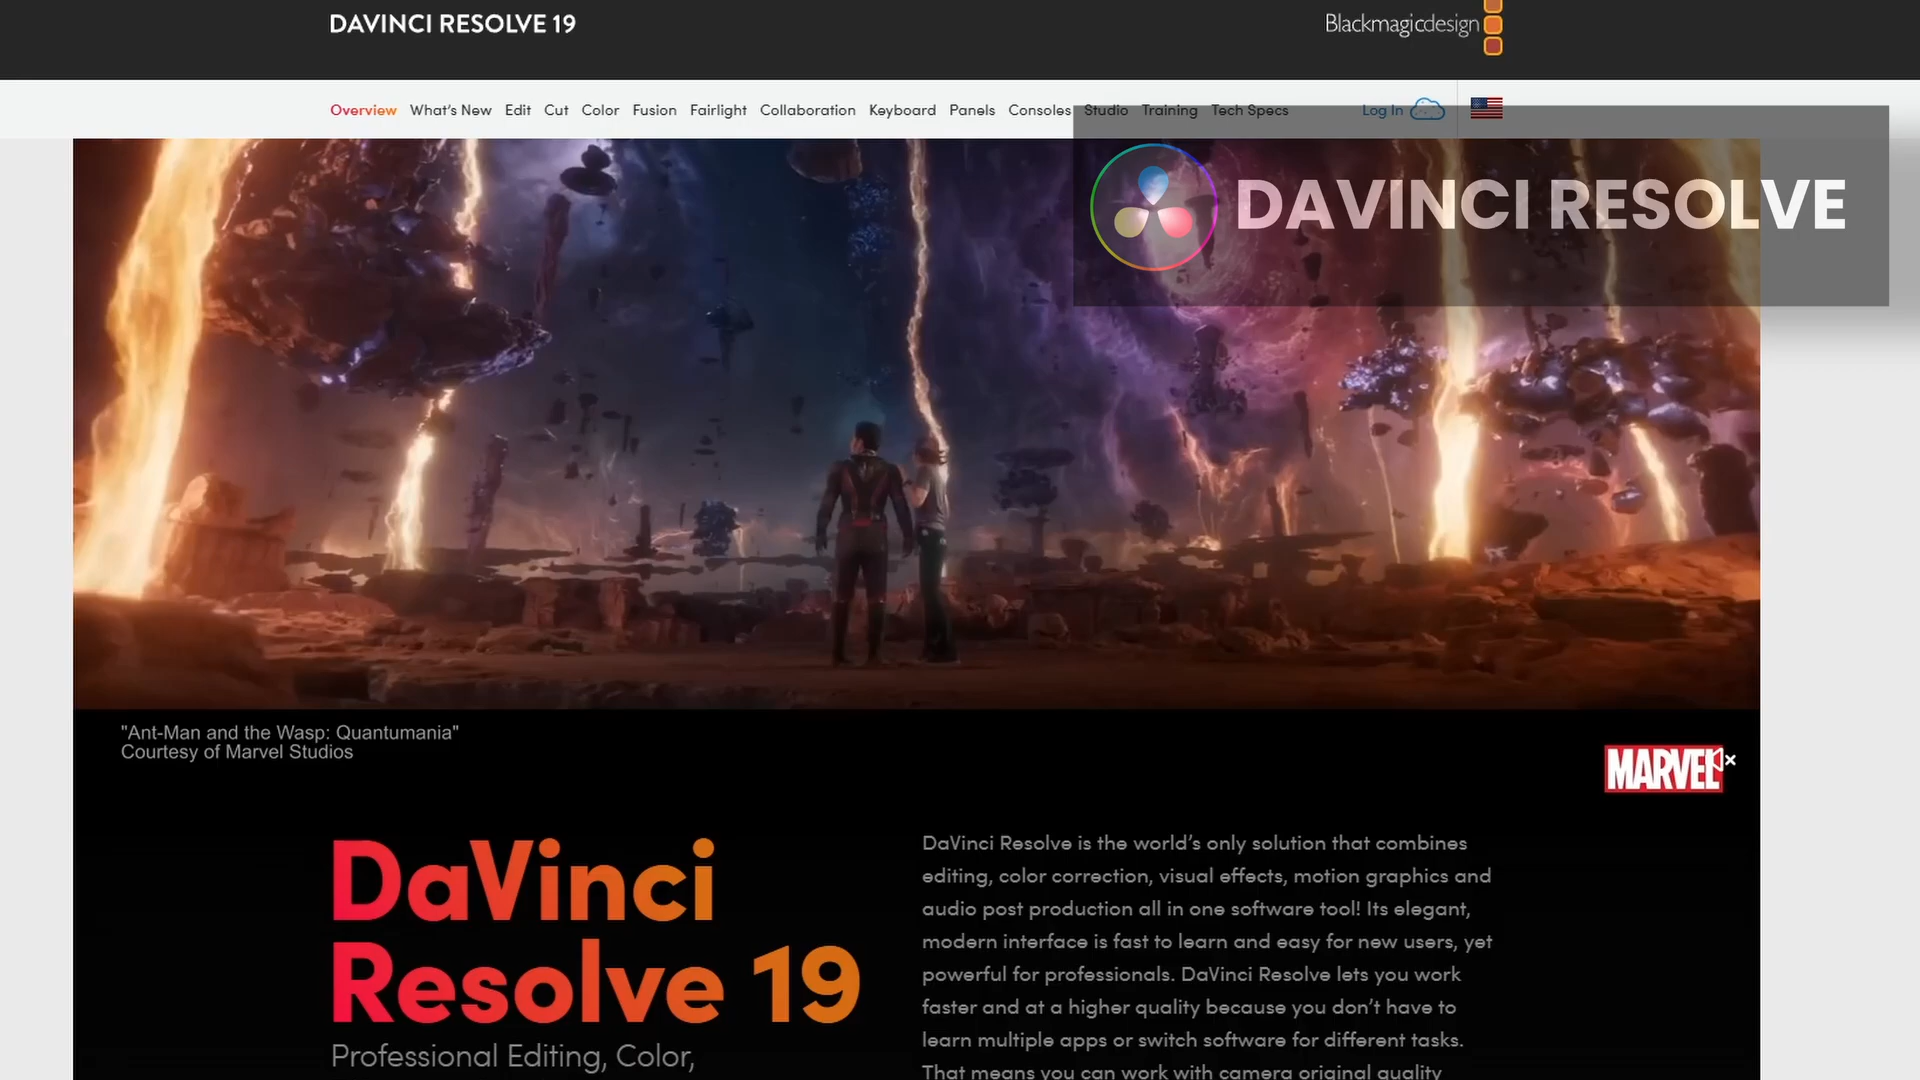 DAVINCI RESOLVE 19
Blackmagicdesign
Overview What's New Edit Cut Color Fusion Fairlight Collaboration Keyboard Panels Consoles Studio Training Tech Specs Log In
DAVINCI RESOLVE
"Ant-Man and the Wasp: Quantumania"
Courtesy of Marvel Studios
MARVEL
DaVinci
Resolve 19
Professional Editing, Color,
DaVinci Resolve is the world’s only solution that combines
editing, color correction, visual effects, motion graphics and
audio post production all in one software tool! Its elegant,
modern interface is fast to learn and easy for new users, yet
powerful for professionals. DaVinci Resolve lets you work
faster and at a higher quality because you don’t have to
learn multiple apps or switch software for different tasks.
That means you can work with camera original quality